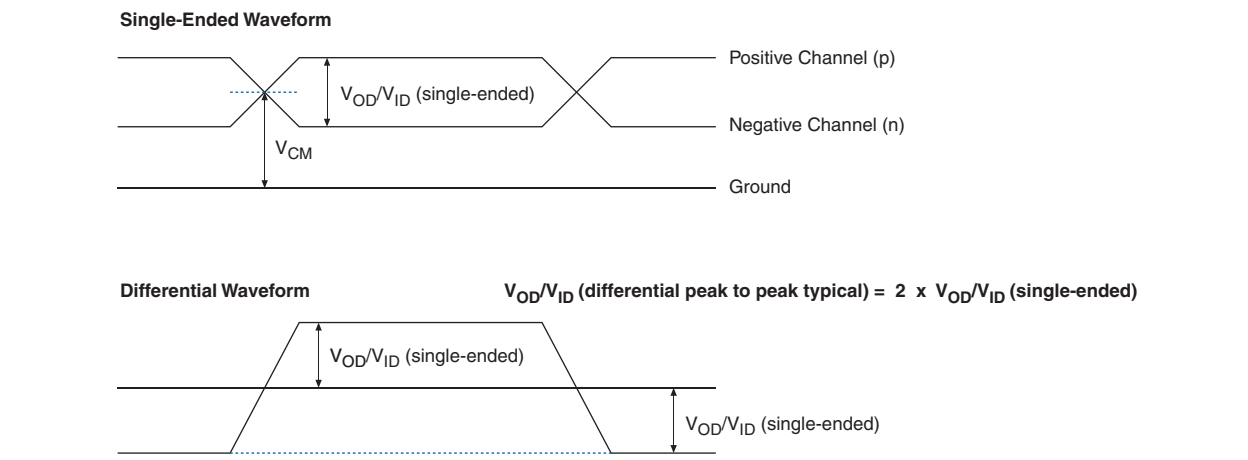 Single-Ended Waveform
Positive Channel (p)
VOD/VID (single-ended)
Negative Channel (n)
VCM
Ground
Differential Waveform
VOD/VID (differential peak to peak typical) = 2 x VOD/VID (single-ended)
VOD/VID (single-ended)
VOD/VID (single-ended)